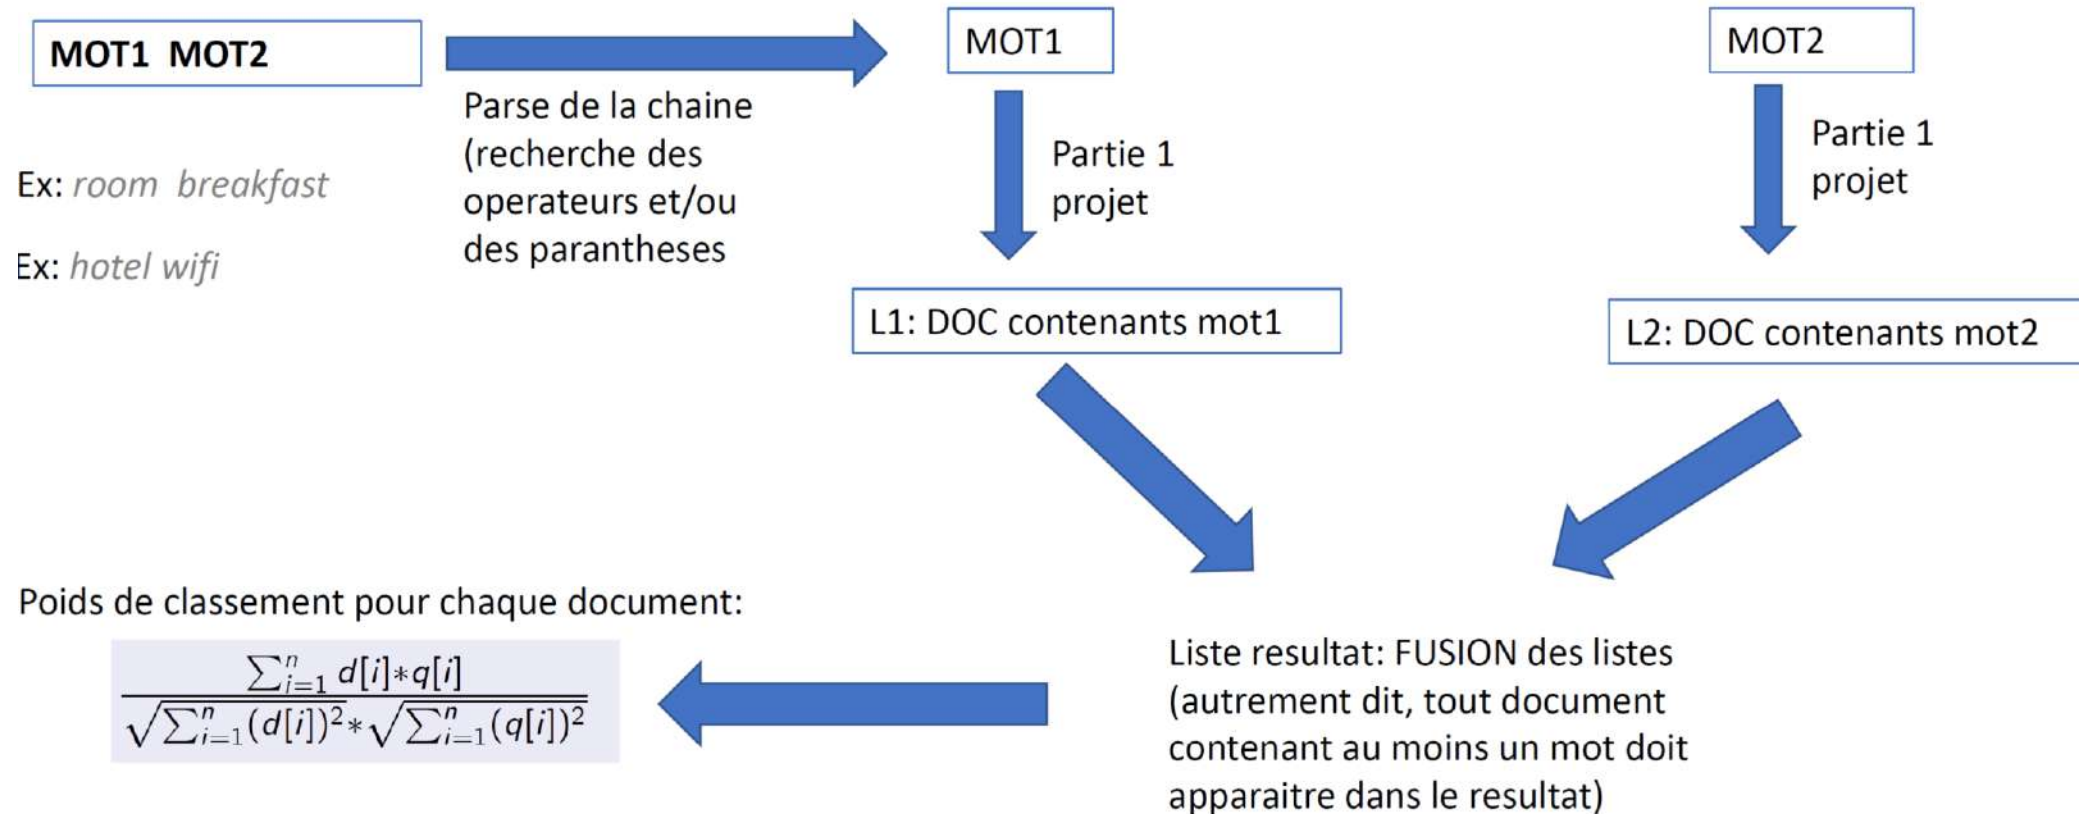 MOT1 MOT2
Ex: room breakfast
Ex: hotel wifi
Parse de la chaine
(recherche des
operateurs et/ou
des parantheses
MOT1
Partie 1
projet
L1: DOC contenants mot1
MOT2
Partie 1
projet
L2: DOC contenants mot2
Liste resultat: FUSION des listes
(autrement dit, tout document
contenant au moins un mot doit
apparaitre dans le resultat)
Poids de classement pour chaque document:
∑ⁿᵢ₌₁ d[i]*q[i]
√∑ⁿᵢ₌₁(d[i])²*√∑ⁿᵢ₌₁(q[i])²